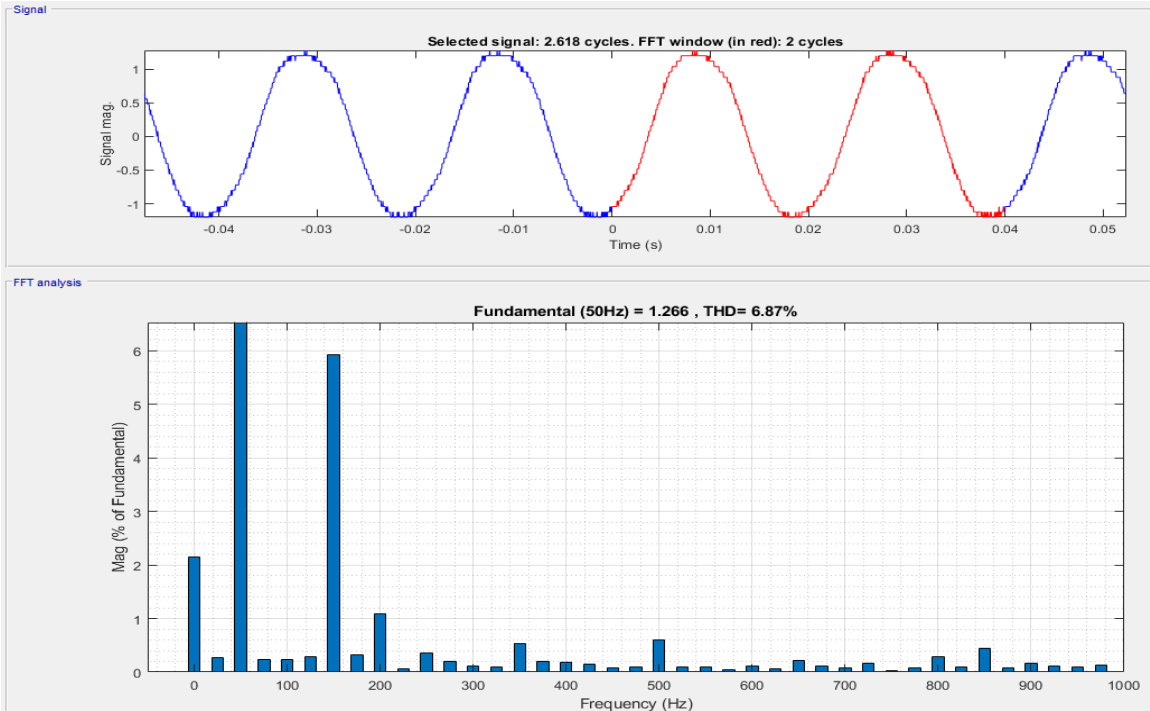 Signal
Selected signal: 2.618 cycles. FFT window (in red): 2 cycles
Signal mag.
1
0.5
0
-0.5
-1
-0.04 -0.03 -0.02 -0.01 0 0.01 0.02 0.03 0.04 0.05
Time (s)
FFT analysis
Fundamental (50Hz) = 1.266 , THD= 6.87%
Mag (% of Fundamental)
6
5
4
3
2
1
0
0 100 200 300 400 500 600 700 800 900 1000
Frequency (Hz)